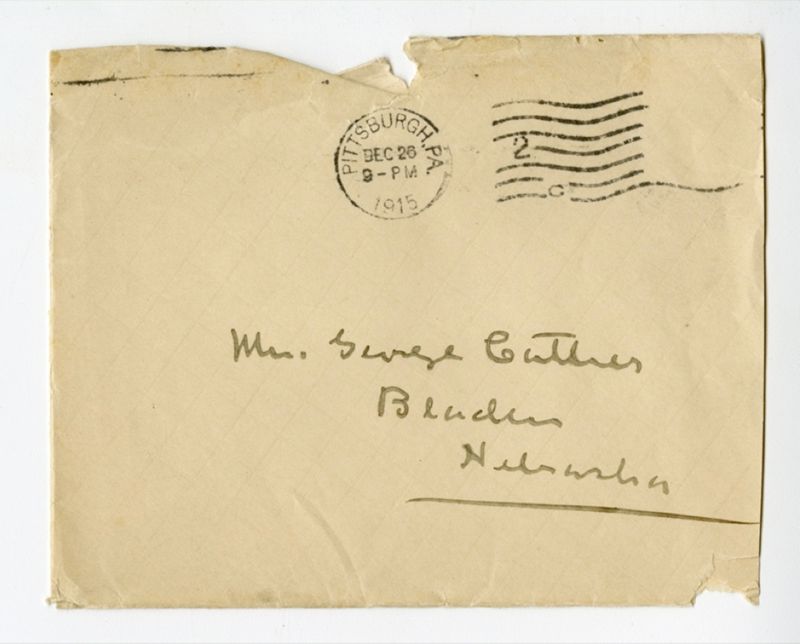 PITTSBURGH, PA.
DEC 26
9-PM
1915
2
C
Mrs. George Cather
Bladen
Nebraska